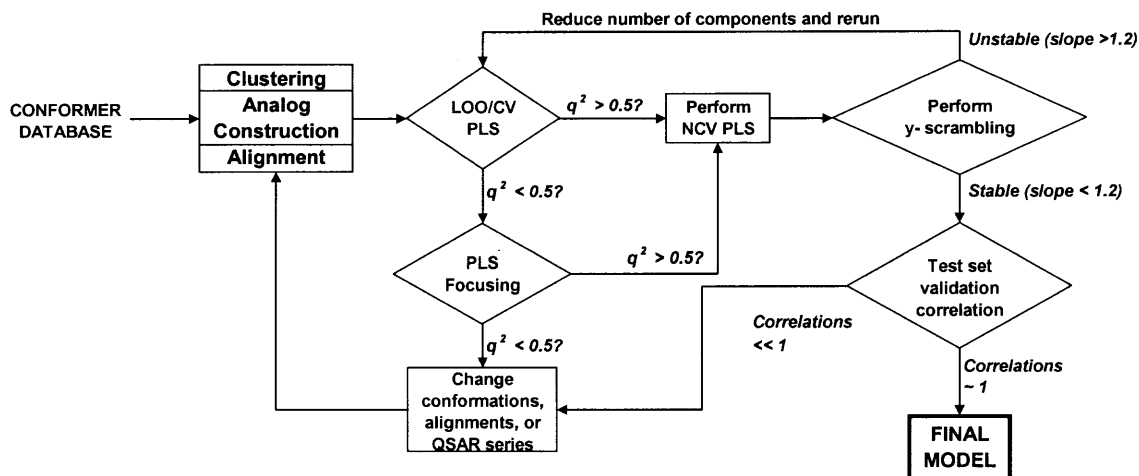 Reduce number of components and rerun
Unstable (slope >1.2)
CONFORMER
DATABASE
Clustering
Analog
Construction
Alignment
LOO/CV
PLS
q² > 0.5?
Perform
NCV PLS
Perform
y- scrambling
q² < 0.5?
Stable (slope < 1.2)
PLS
Focusing
q² > 0.5?
Test set
validation
correlation
q² < 0.5?
Correlations
<< 1
Change
conformations,
alignments, or
QSAR series
Correlations
~ 1
FINAL
MODEL